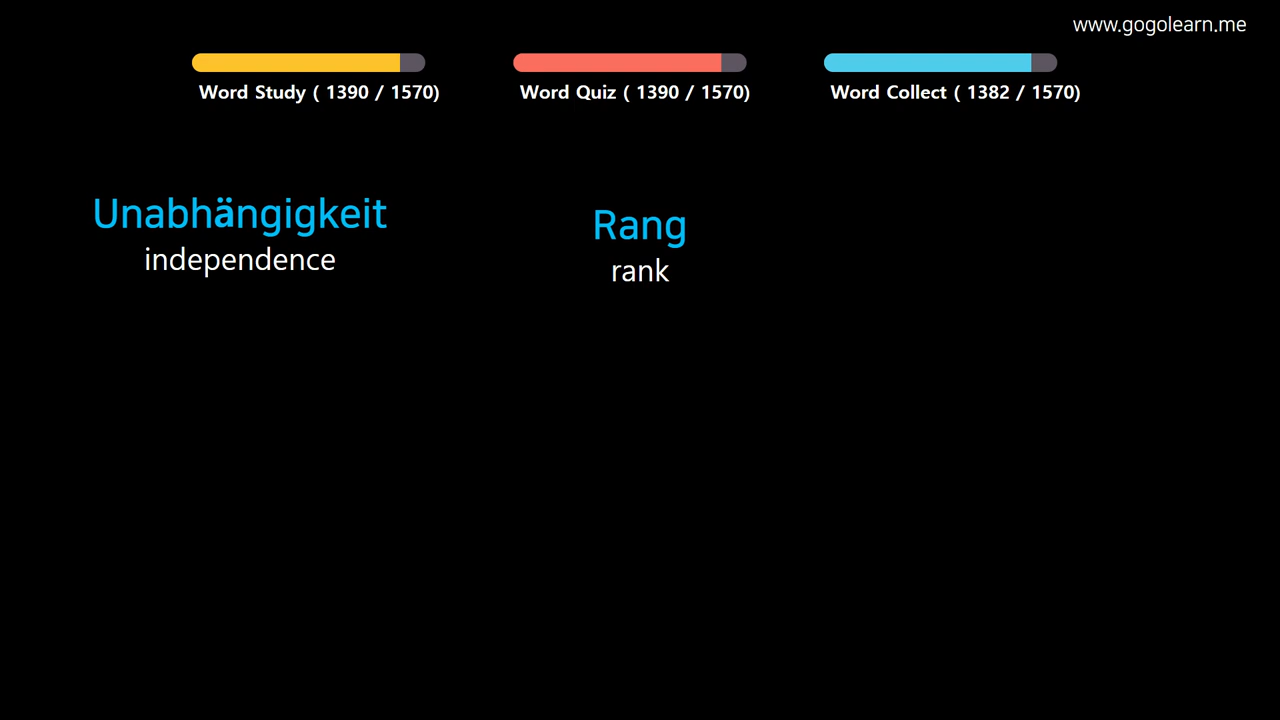 www.gogolearn.me
Word Study ( 1390 / 1570)
Word Quiz ( 1390 / 1570)
Word Collect ( 1382 / 1570)
Unabhängigkeit
independence
Rang
rank